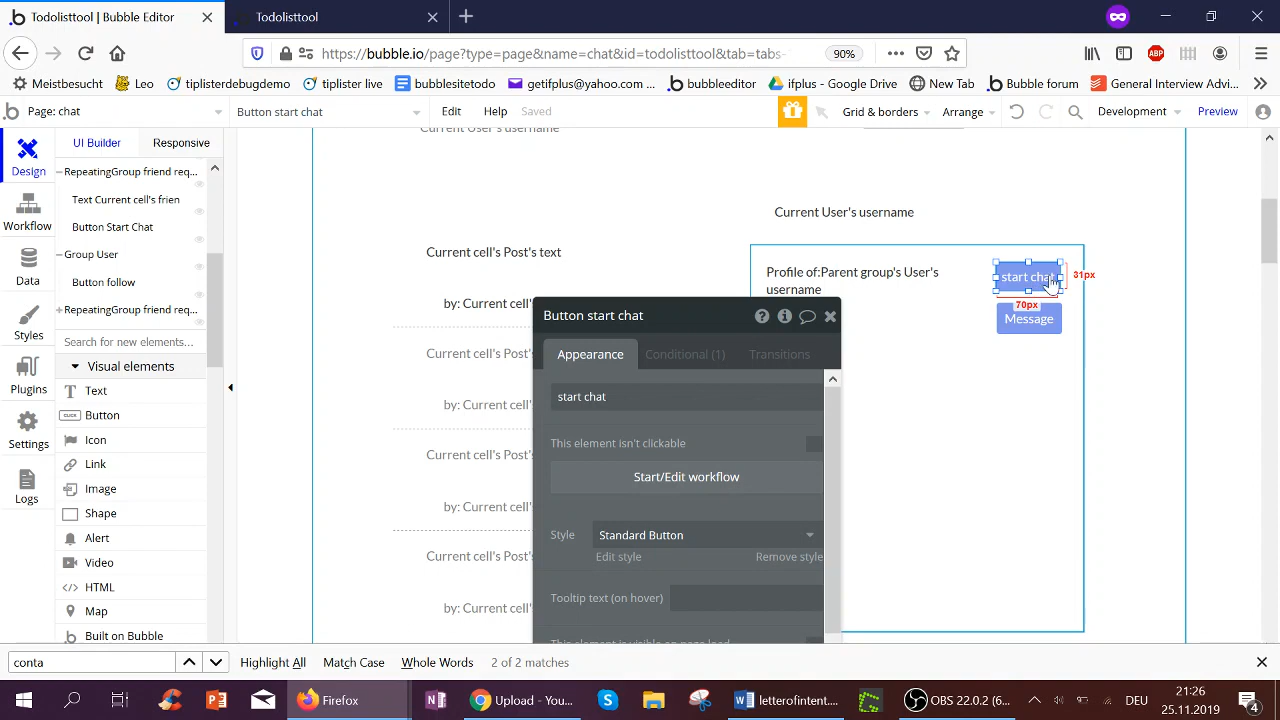 Todolisttool | Bubble Editor
Todolisttool
https://bubble.io/page?type=page&name=chat&id=todolisttool&tab=tabs-
90%
Meistbesucht
Leo
tiplisterdebugdemo
tiplister live
bubblesitetodo
getifplus@yahoo.com ...
bubbleeditor
ifplus - Google Drive
New Tab
Bubble forum
General Interview Adv...
Page: chat
Button start chat
Edit
Help
Saved
Grid & borders
Arrange
Development
Preview
UI Builder
Responsive
Design
Workflow
Data
Styles
Plugins
Settings
Logs
RepeatingGroup friend req...
Text Current cell's frien
Button Start Chat
Group User
Button follow
RepeatingGroup friend req...
Search for new elements...
Visual elements
Text
CLICK
Button
Icon
Link
Image
Shape
Alert
Video
HTML
Map
Built on Bubble
Current User's username
Current User's username
Current cell's Post's text
by: Current cell'
Current cell's Post's
by: Current cell'
Current cell's Post's
by: Current cell'
Current cell's Post's
by: Current cell'
Profile of:Parent group's User's
username
start chat
31px
70px
Message
Button start chat
Appearance
Conditional (1)
Transitions
start chat
This element isn't clickable
Start/Edit workflow
Style
Standard Button
Edit style
Remove style
Tooltip text (on hover)
This element is visible on page load
conta
Highlight All
Match Case
Whole Words
2 of 2 matches
Firefox
Upload - You...
letterofintent....
OBS 22.0.2 (6...
DEU
21:26
25.11.2019
4